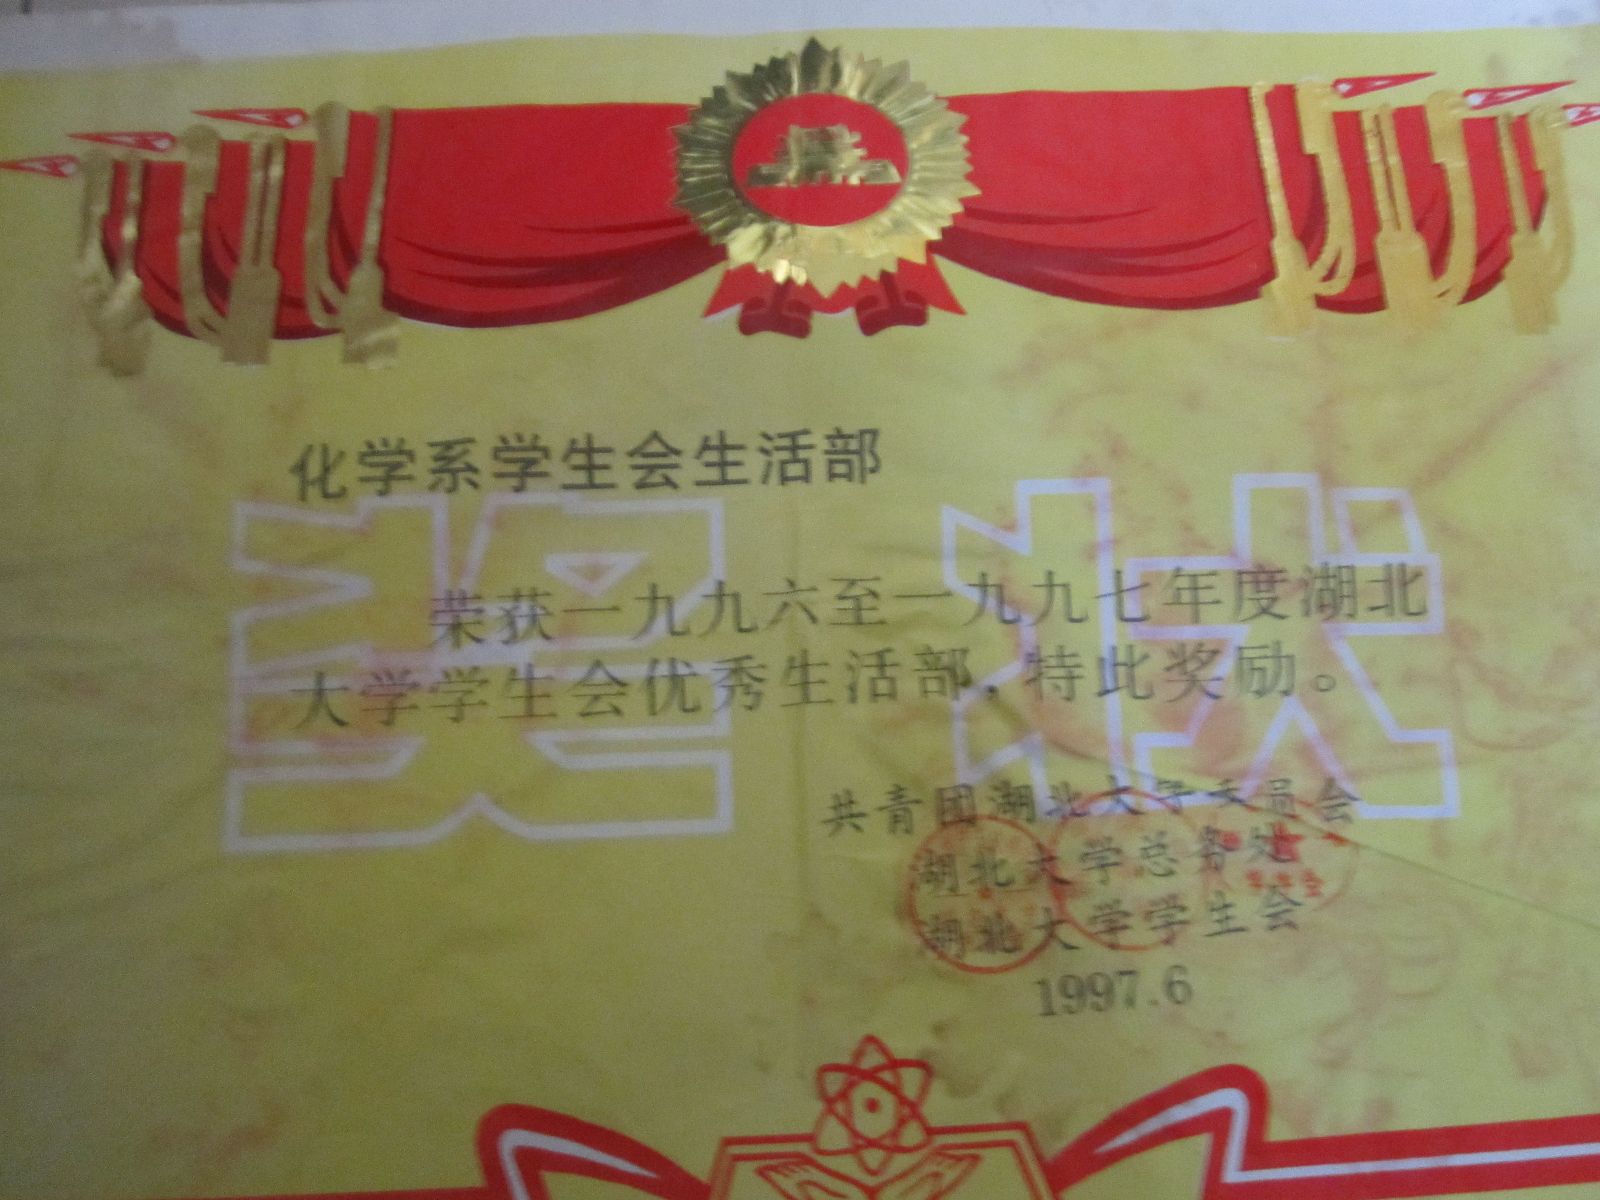 化学系学生会生活部
奖状
荣获一九九六至一九九七年度湖北
大学学生会优秀生活部,特此奖励。
共青团湖北大学委员会
湖北大学总务处
湖北大学学生会
1997.6